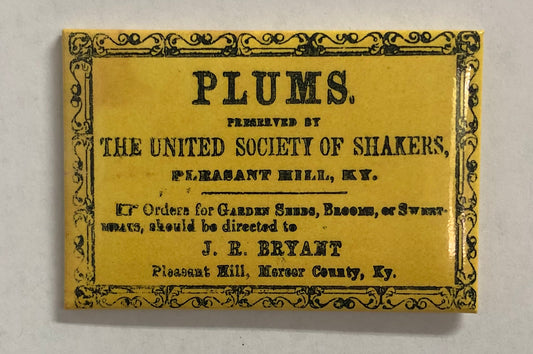 PLUMS.
PRESERVED BY
THE UNITED SOCIETY OF SHAKERS,
PLEASANT HILL, KY.
☞ Orders for GARDEN SEEDS, BROOMS, or SWEET-
MEATS, should be directed to
J. R. BRYANT
Pleasant Hill, Mercer County, Ky.